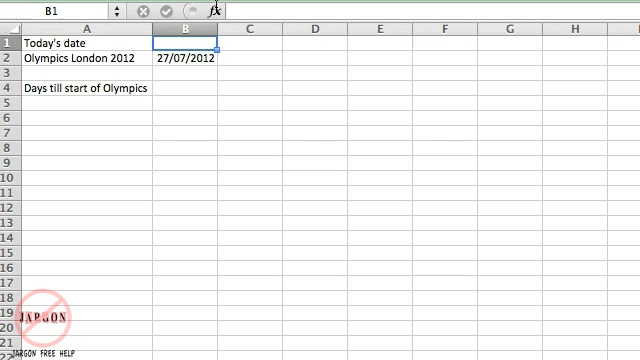 B1 fx
A B C D E F G H
1 Today's date
2 Olympics London 2012 27/07/2012
3
4 Days till start of Olympics
5
6
7
8
9
10
11
12
13
14
15
16
17
18
19
20
21
22
JARGON
JARGON FREE HELP